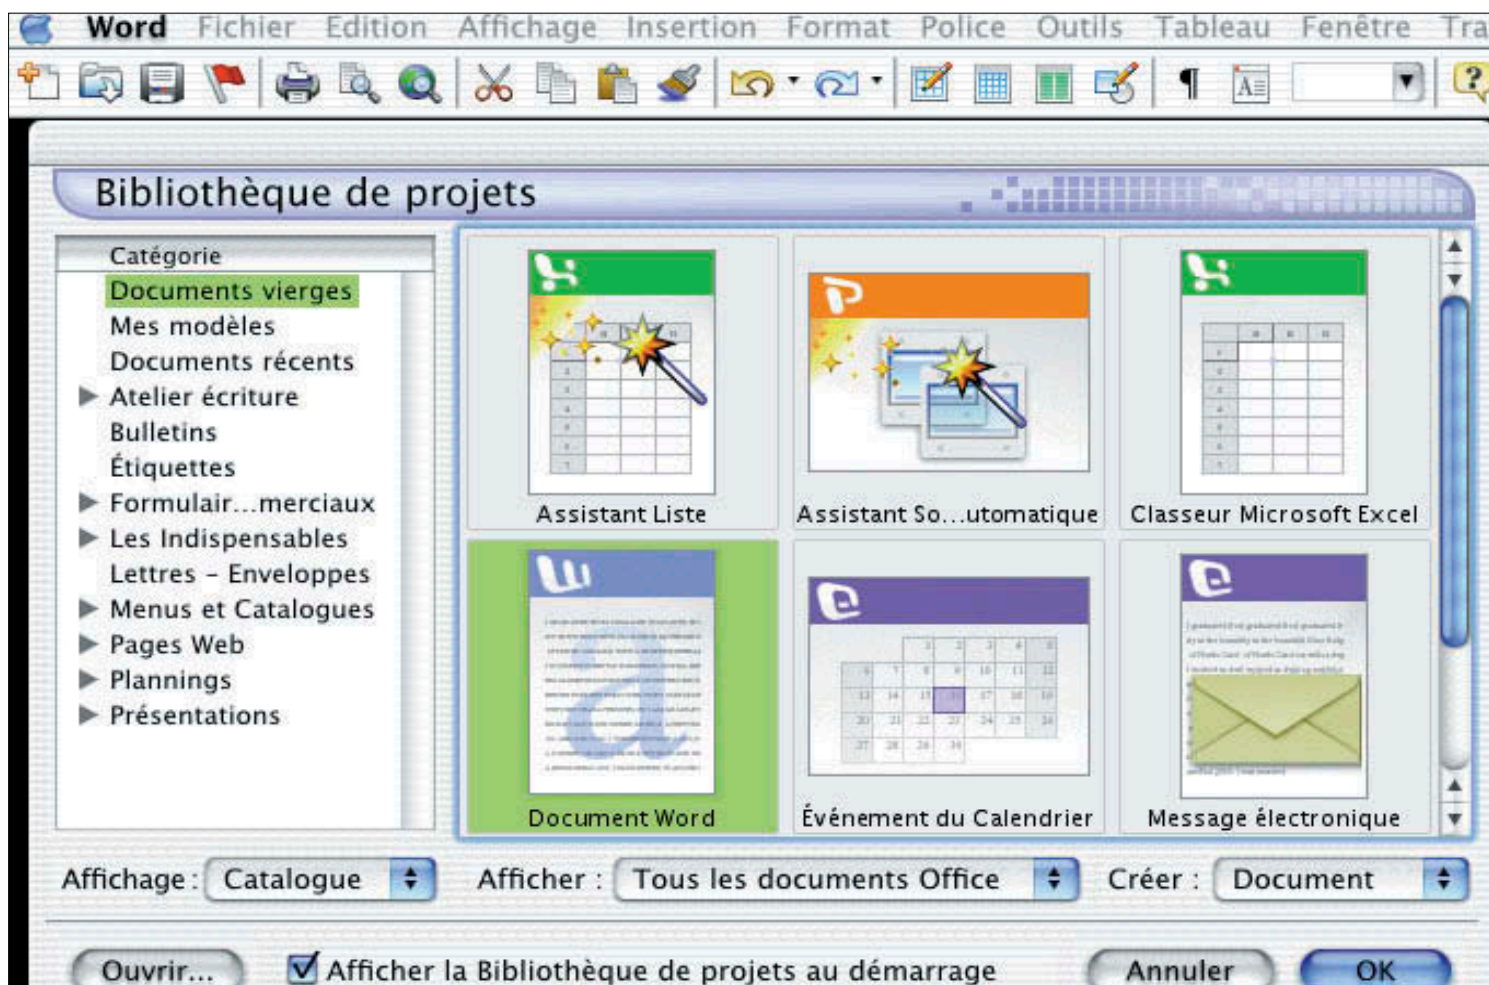 Word Fichier Edition Affichage Insertion Format Police Outils Tableau Fenêtre Tra
Bibliothèque de projets
Catégorie
Documents vierges
Mes modèles
Documents récents
Atelier écriture
Bulletins
Étiquettes
Formulair...merciaux
Les Indispensables
Lettres – Enveloppes
Menus et Catalogues
Pages Web
Plannings
Présentations
Assistant Liste
Assistant So...utomatique
Classeur Microsoft Excel
Document Word
Événement du Calendrier
Message électronique
Affichage : Catalogue
Afficher : Tous les documents Office
Créer : Document
Ouvrir...
Afficher la Bibliothèque de projets au démarrage
Annuler
OK